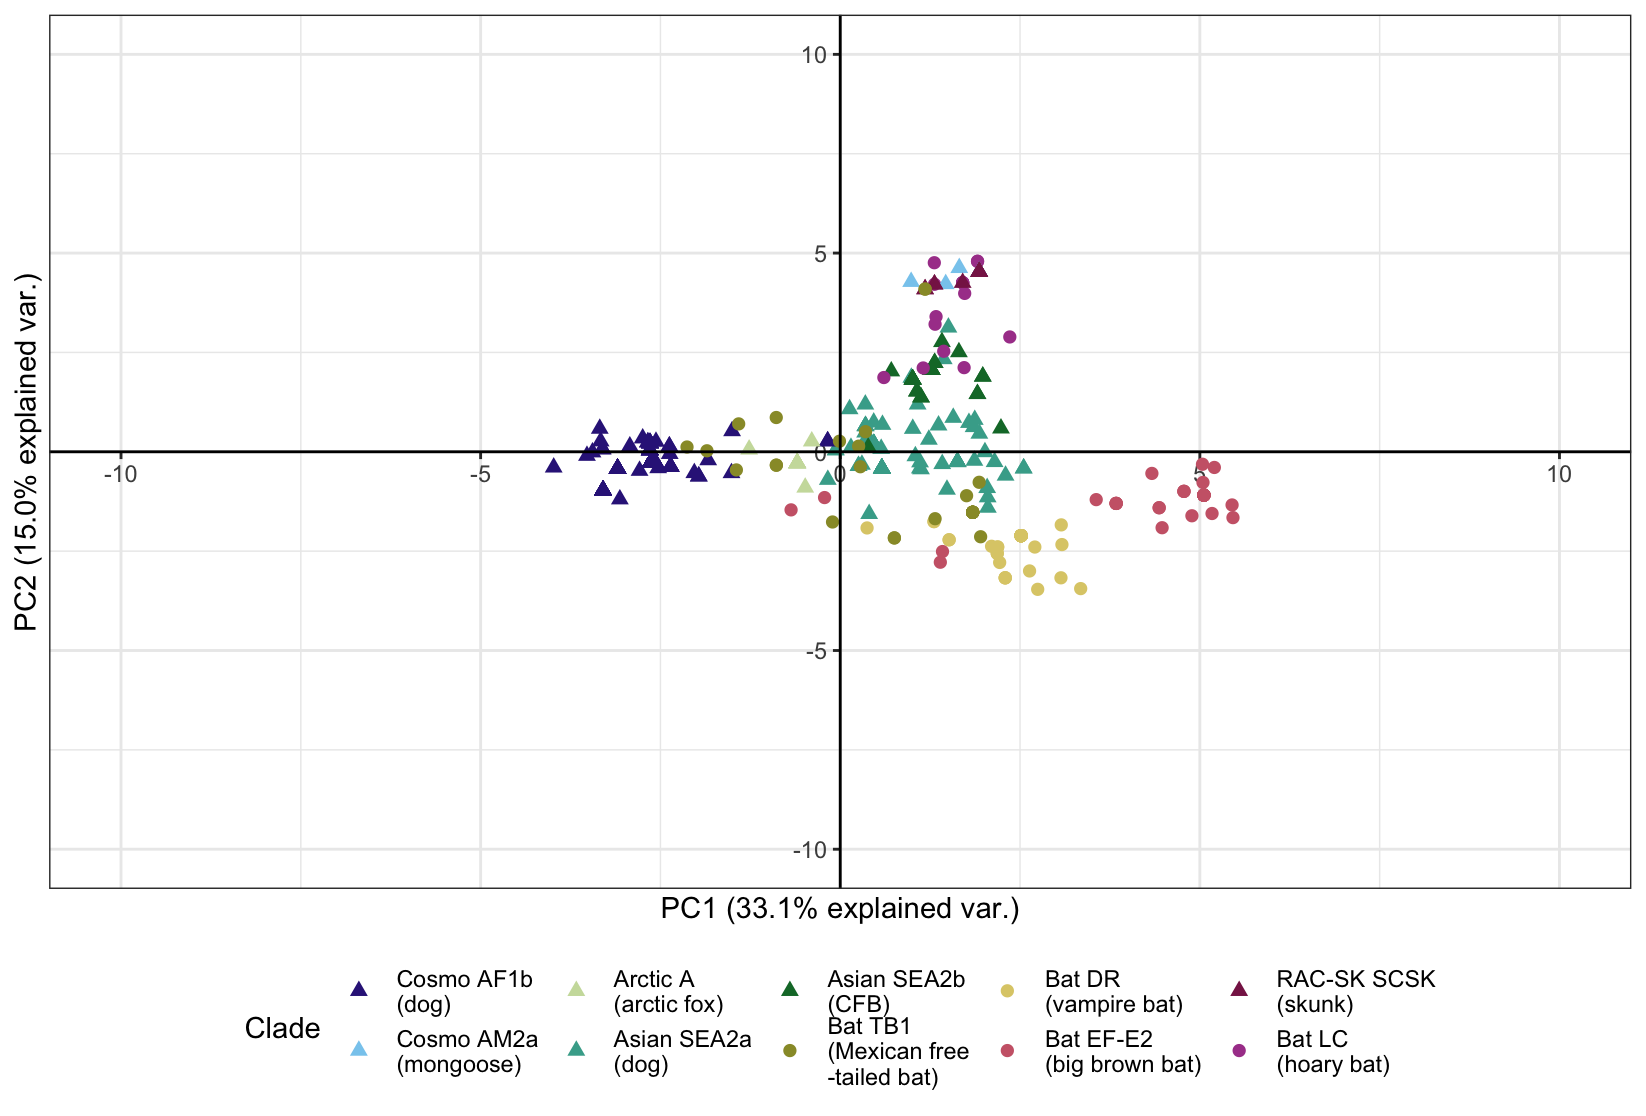 10
5
0
-5
-10
-10
-5
0
5
10
PC2 (15.0% explained var.)
PC1 (33.1% explained var.)
Clade
Cosmo AF1b
(dog)
Cosmo AM2a
(mongoose)
Arctic A
(arctic fox)
Asian SEA2a
(dog)
Asian SEA2b
(CFB)
Bat TB1
(Mexican free
-tailed bat)
Bat DR
(vampire bat)
Bat EF-E2
(big brown bat)
RAC-SK SCSK
(skunk)
Bat LC
(hoary bat)